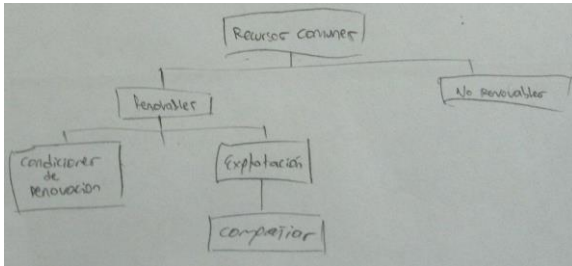 Recursos comunes
Renovables
No renovables
Condiciones
de
renovación
Explotación
Compartir